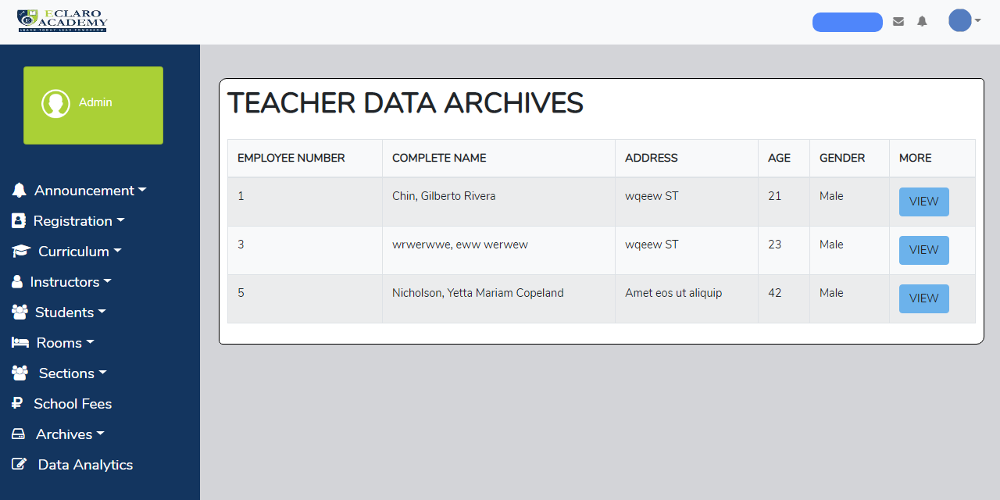 ECLARO
ACADEMY
LEARN TODAY LEAD TOMORROW.
Admin
Announcement
Registration
Curriculum
Instructors
Students
Rooms
Sections
School Fees
Archives
Data Analytics
TEACHER DATA ARCHIVES
EMPLOYEE NUMBER COMPLETE NAME ADDRESS AGE GENDER MORE
1 Chin, Gilberto Rivera wqeew ST 21 Male VIEW
3 wrwerwwe, eww werwew wqeew ST 23 Male VIEW
5 Nicholson, Yetta Mariam Copeland Amet eos ut aliquip 42 Male VIEW